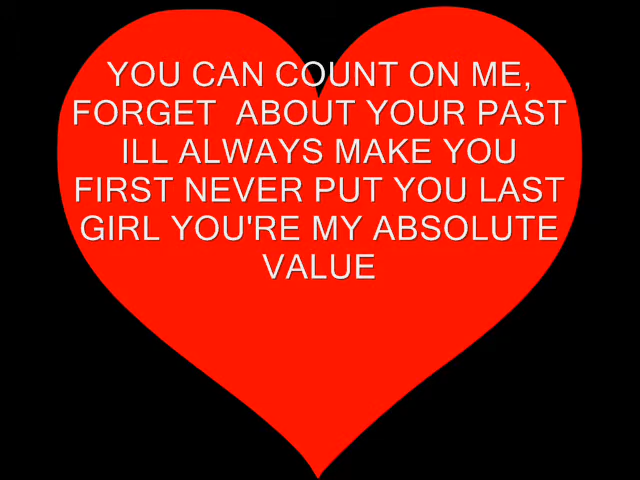 YOU CAN COUNT ON ME,
FORGET  ABOUT YOUR PAST
ILL ALWAYS MAKE YOU
FIRST NEVER PUT YOU LAST
GIRL YOU'RE MY ABSOLUTE
VALUE